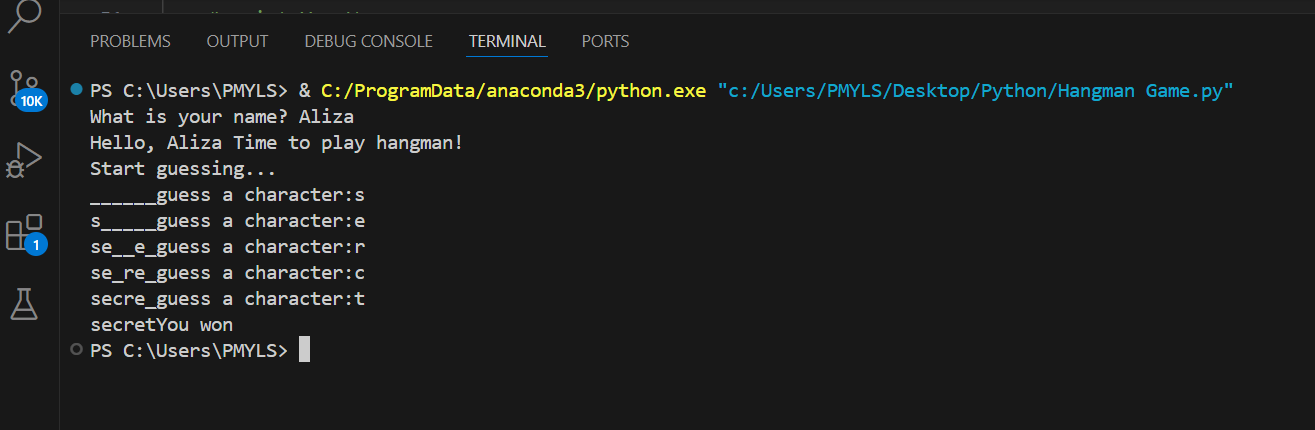 PROBLEMS OUTPUT DEBUG CONSOLE TERMINAL PORTS
PS C:\Users\PMYLS> & C:/ProgramData/anaconda3/python.exe "c:/Users/PMYLS/Desktop/Python/Hangman Game.py"
10K
What is your name? Aliza
Hello, Aliza Time to play hangman!
Start guessing...
______guess a character:s
s_____guess a character:e
1
se__e_guess a character:r
se_re_guess a character:c
secre_guess a character:t
secretYou won
PS C:\Users\PMYLS>